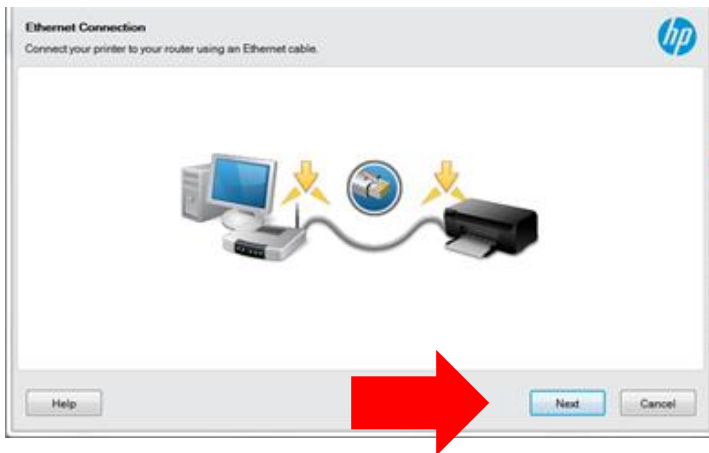 Ethernet Connection
Connect your printer to your router using an Ethernet cable.
hp
Help
Next
Cancel